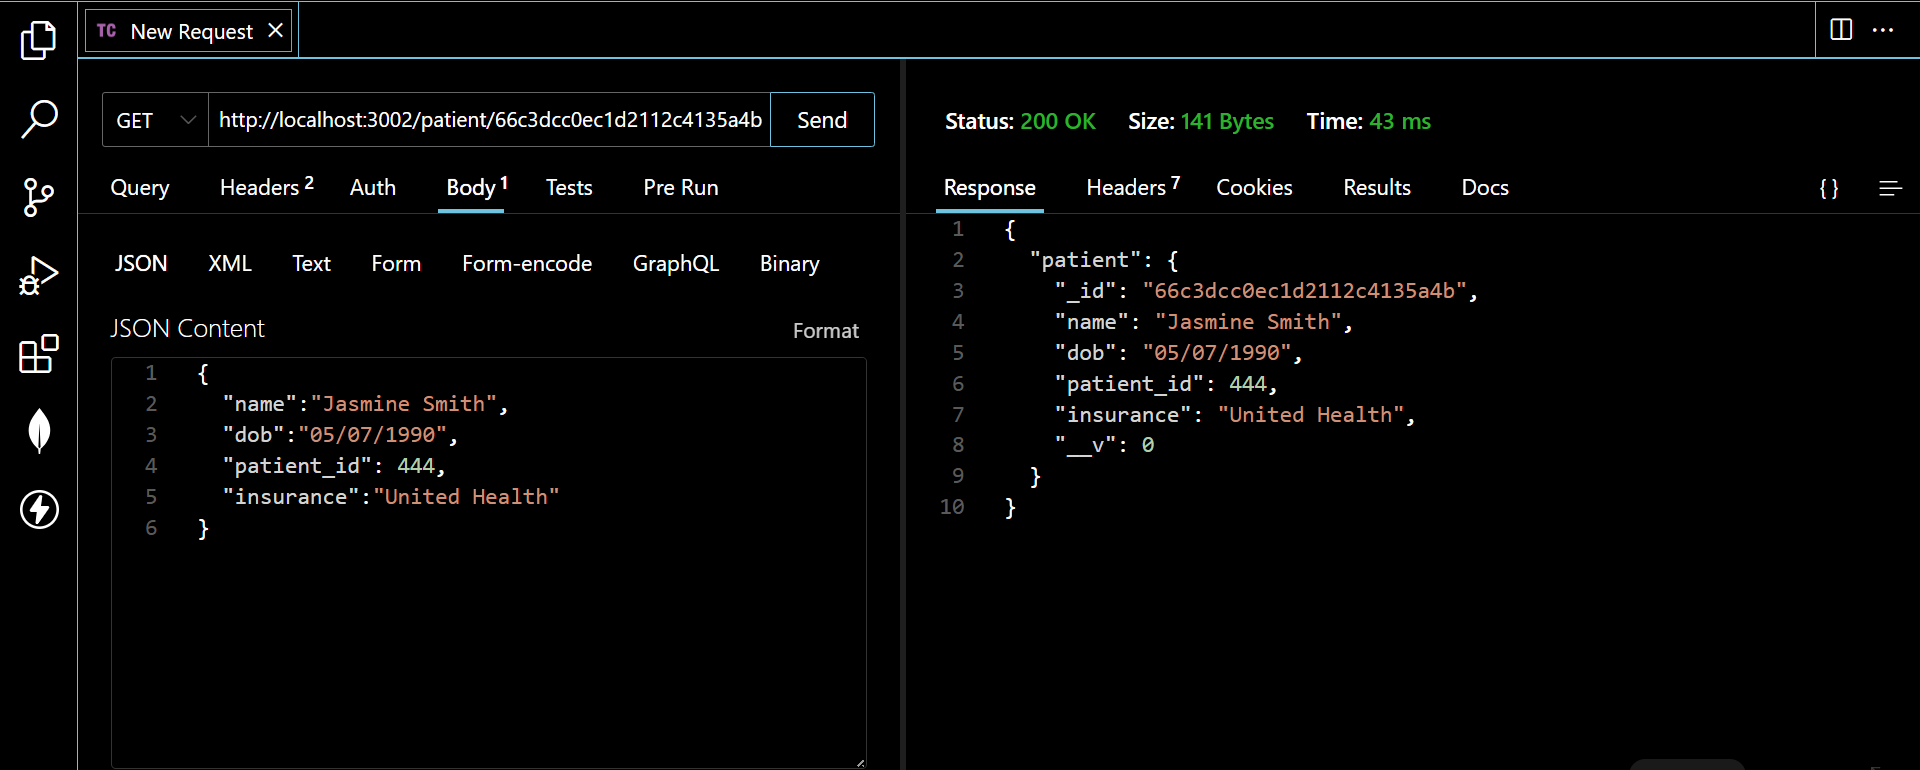 TC New Request
GET http://localhost:3002/patient/66c3dcc0ec1d2112c4135a4b Send
Query Headers 2 Auth Body 1 Tests Pre Run
JSON XML Text Form Form-encode GraphQL Binary
JSON Content Format
1 {
2 "name":"Jasmine Smith",
3 "dob":"05/07/1990",
4 "patient_id": 444,
5 "insurance":"United Health"
6 }
Status: 200 OK Size: 141 Bytes Time: 43 ms
Response Headers 7 Cookies Results Docs {}
1 {
2 "patient": {
3 "_id": "66c3dcc0ec1d2112c4135a4b",
4 "name": "Jasmine Smith",
5 "dob": "05/07/1990",
6 "patient_id": 444,
7 "insurance": "United Health",
8 "__v": 0
9 }
10 }